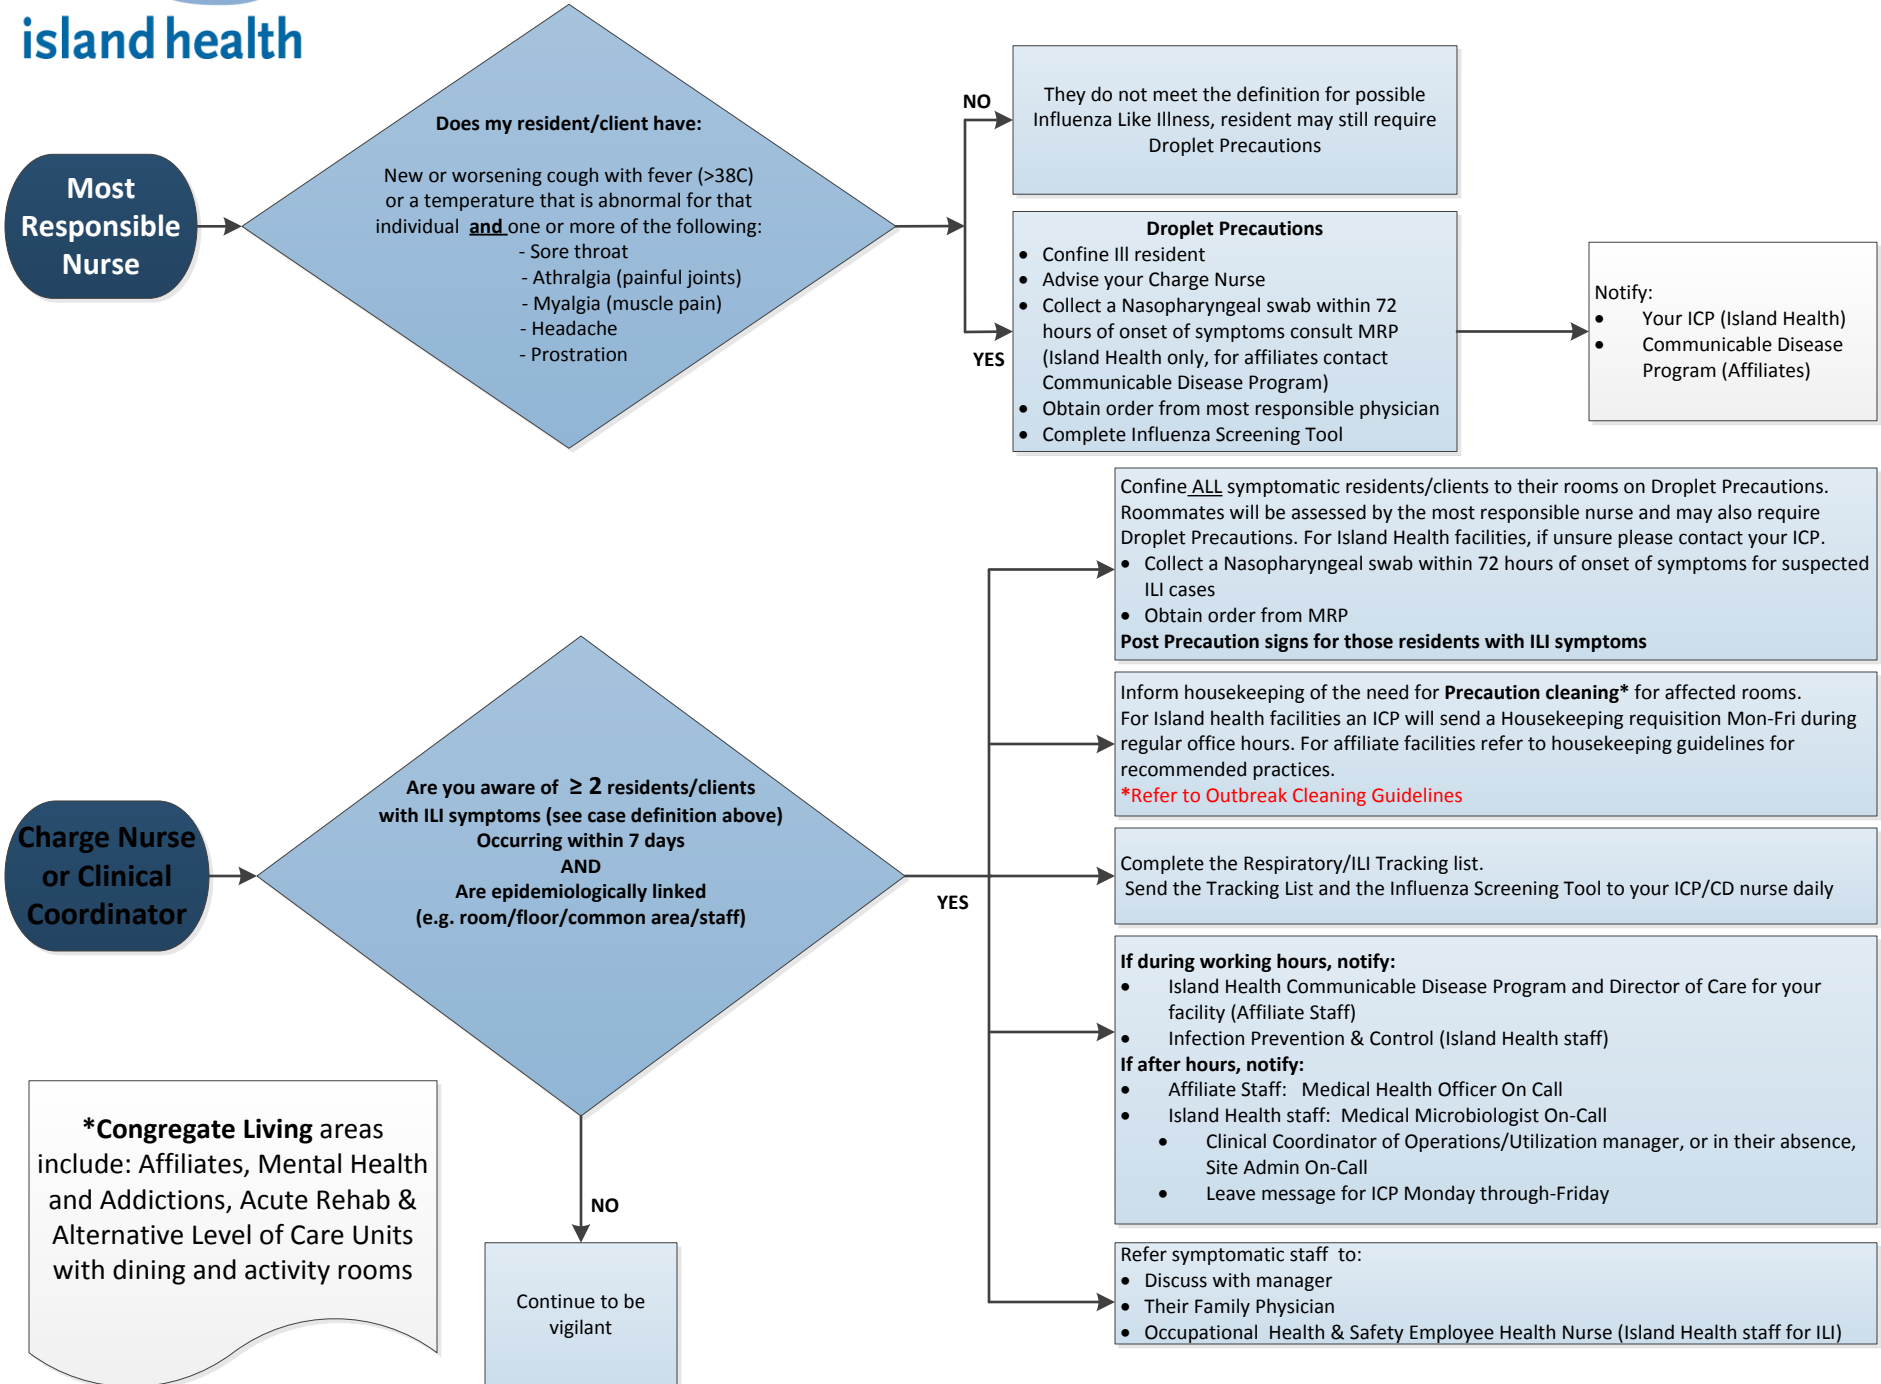 island health
Most
Responsible
Nurse
Does my resident/client have:
New or worsening cough with fever (>38C)
or a temperature that is abnormal for that
individual and one or more of the following:
- Sore throat
- Athralgia (painful joints)
- Myalgia (muscle pain)
- Headache
- Prostration
NO
They do not meet the definition for possible
Influenza Like Illness, resident may still require
Droplet Precautions
YES
Droplet Precautions
• Confine Ill resident
• Advise your Charge Nurse
• Collect a Nasopharyngeal swab within 72
hours of onset of symptoms consult MRP
(Island Health only, for affiliates contact
Communicable Disease Program)
• Obtain order from most responsible physician
• Complete Influenza Screening Tool
Notify:
• Your ICP (Island Health)
• Communicable Disease
Program (Affiliates)
Charge Nurse
or Clinical
Coordinator
Are you aware of ≥ 2 residents/clients
with ILI symptoms (see case definition above)
Occurring within 7 days
AND
Are epidemiologically linked
(e.g. room/floor/common area/staff)
YES
Confine ALL symptomatic residents/clients to their rooms on Droplet Precautions.
Roommates will be assessed by the most responsible nurse and may also require
Droplet Precautions. For Island Health facilities, if unsure please contact your ICP.
• Collect a Nasopharyngeal swab within 72 hours of onset of symptoms for suspected
ILI cases
• Obtain order from MRP
Post Precaution signs for those residents with ILI symptoms
Inform housekeeping of the need for Precaution cleaning* for affected rooms.
For Island health facilities an ICP will send a Housekeeping requisition Mon-Fri during
regular office hours. For affiliate facilities refer to housekeeping guidelines for
recommended practices.
*Refer to Outbreak Cleaning Guidelines
Complete the Respiratory/ILI Tracking list.
Send the Tracking List and the Influenza Screening Tool to your ICP/CD nurse daily
If during working hours, notify:
• Island Health Communicable Disease Program and Director of Care for your
facility (Affiliate Staff)
• Infection Prevention & Control (Island Health staff)
If after hours, notify:
• Affiliate Staff: Medical Health Officer On Call
• Island Health staff: Medical Microbiologist On-Call
• Clinical Coordinator of Operations/Utilization manager, or in their absence,
Site Admin On-Call
• Leave message for ICP Monday through-Friday
Refer symptomatic staff to:
• Discuss with manager
• Their Family Physician
• Occupational Health & Safety Employee Health Nurse (Island Health staff for ILI)
NO
Continue to be
vigilant
*Congregate Living areas
include: Affiliates, Mental Health
and Addictions, Acute Rehab &
Alternative Level of Care Units
with dining and activity rooms